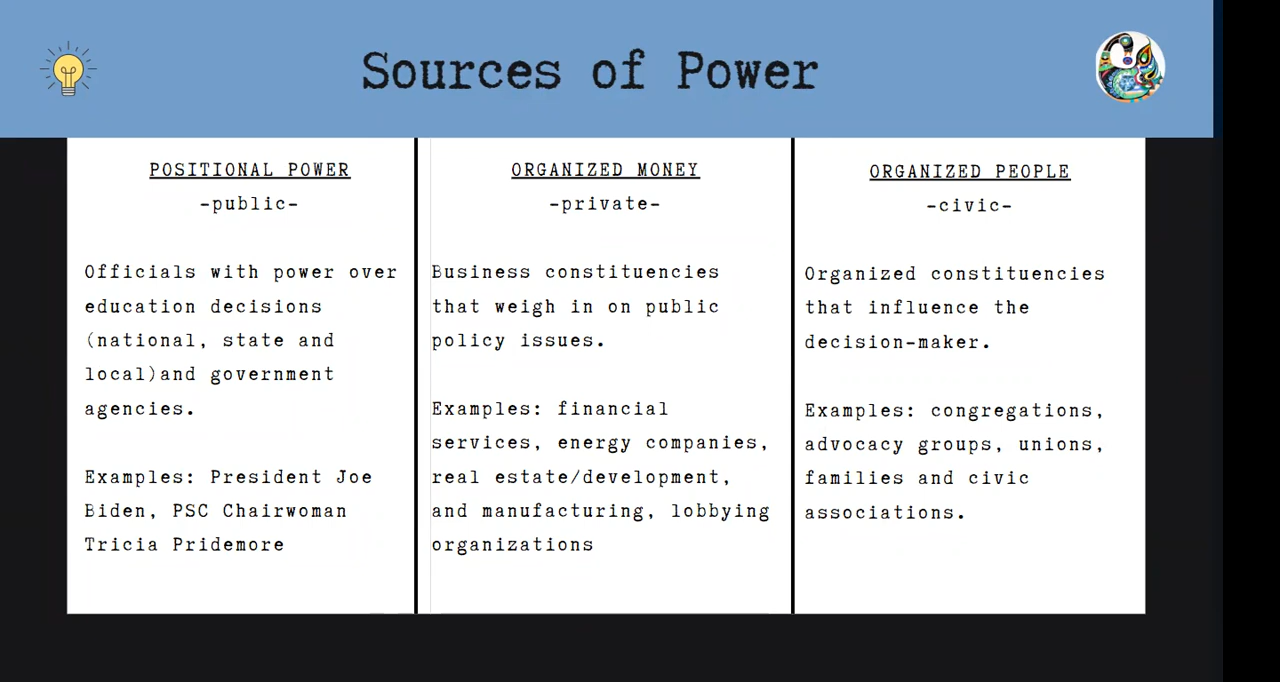 Sources of Power
POSITIONAL POWER
-public-
Officials with power over
education decisions
(national, state and
local)and government
agencies.
Examples: President Joe
Biden, PSC Chairwoman
Tricia Pridemore
ORGANIZED MONEY
-private-
Business constituencies
that weigh in on public
policy issues.
Examples: financial
services, energy companies,
real estate/development,
and manufacturing, lobbying
organizations
ORGANIZED PEOPLE
-civic-
Organized constituencies
that influence the
decision-maker.
Examples: congregations,
advocacy groups, unions,
families and civic
associations.